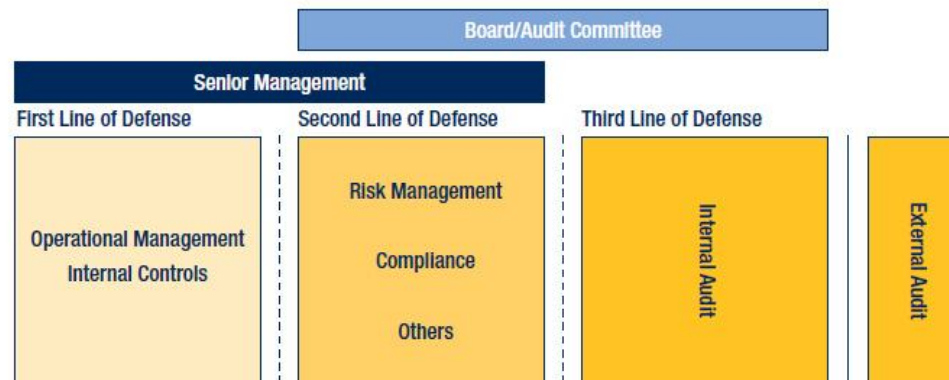 Board/Audit Committee
Senior Management
First Line of Defense
Second Line of Defense
Third Line of Defense
Operational Management
Internal Controls
Risk Management
Compliance
Others
Internal Audit
External Audit